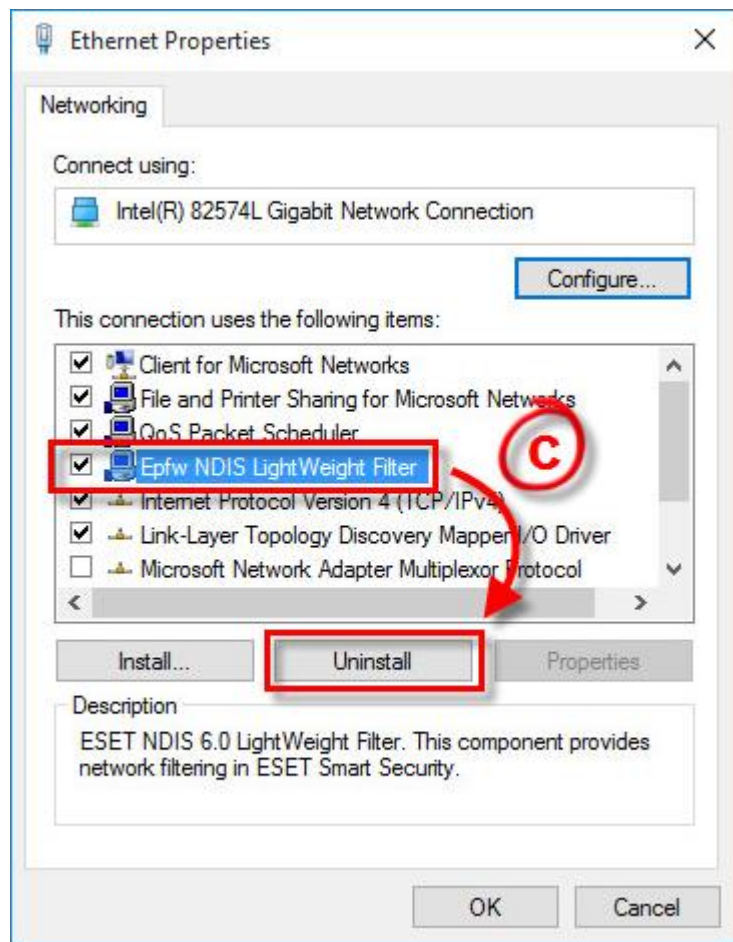 Ethernet Properties
Networking
Connect using:
Intel(R) 82574L Gigabit Network Connection
Configure...
This connection uses the following items:
Client for Microsoft Networks
File and Printer Sharing for Microsoft Networks
QoS Packet Scheduler
C
Epfw NDIS LightWeight Filter
Internet Protocol Version 4 (TCP/IPv4)
Link-Layer Topology Discovery Mapper I/O Driver
Microsoft Network Adapter Multiplexor Protocol
Install...
Uninstall
Properties
Description
ESET NDIS 6.0 LightWeight Filter. This component provides
network filtering in ESET Smart Security.
OK
Cancel